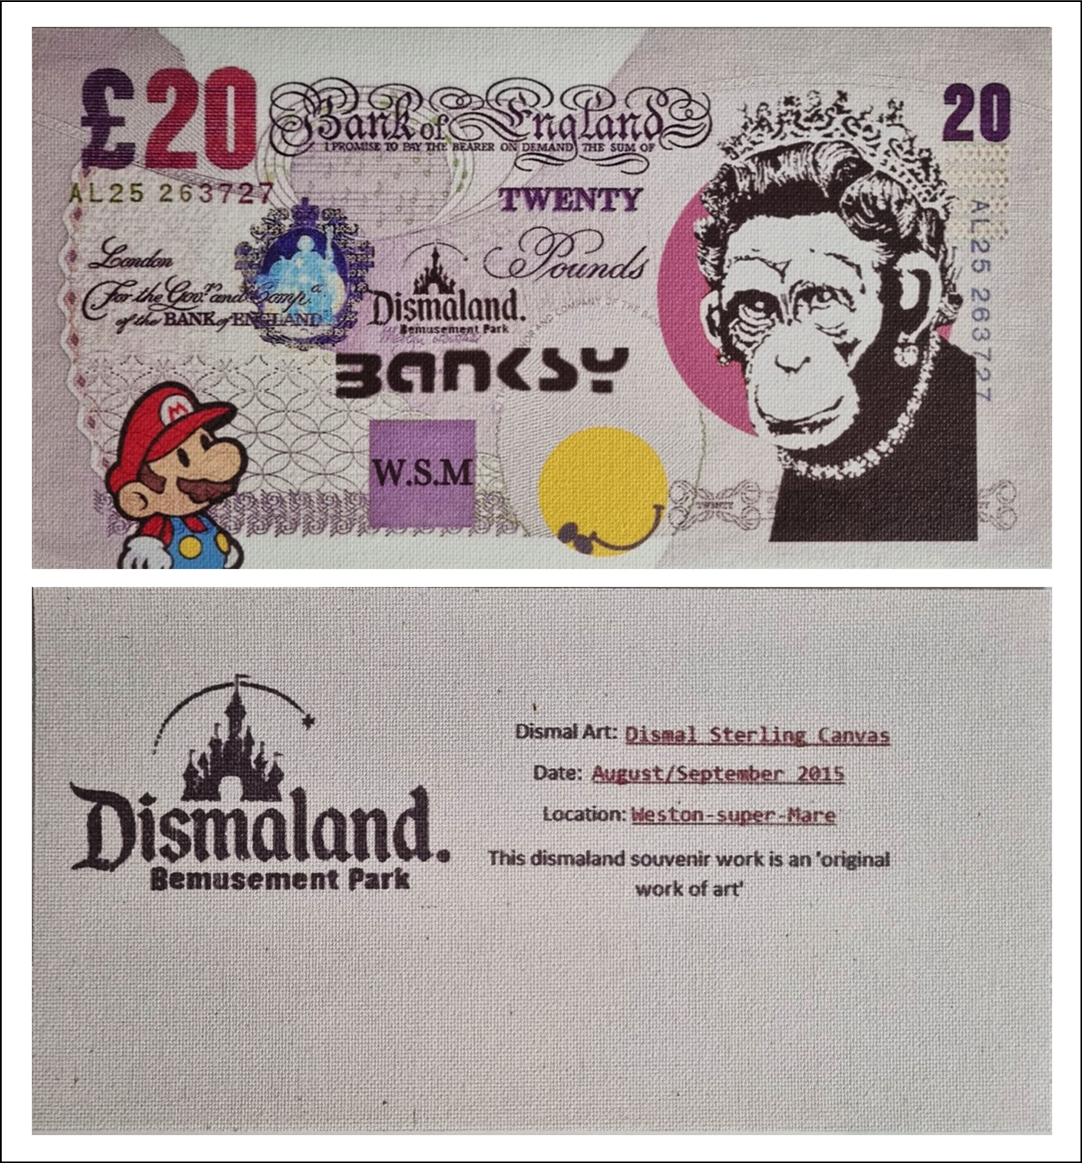 £20
Bank of England
20
I PROMISE TO PAY THE BEARER ON DEMAND THE SUM OF
AL25 263727
TWENTY
Pounds
London
For the Govr. and Compa.
of the BANK of ENGLAND
AL25 263727
Dismaland.
Bemusement Park
BANKSY
M
W.S.M
TWENTY
Dismaland.
Bemusement Park
Dismal Art: Dismal Sterling Canvas
Date: August/September 2015
Location: Weston-super-Mare
This dismaland souvenir work is an 'original
work of art'